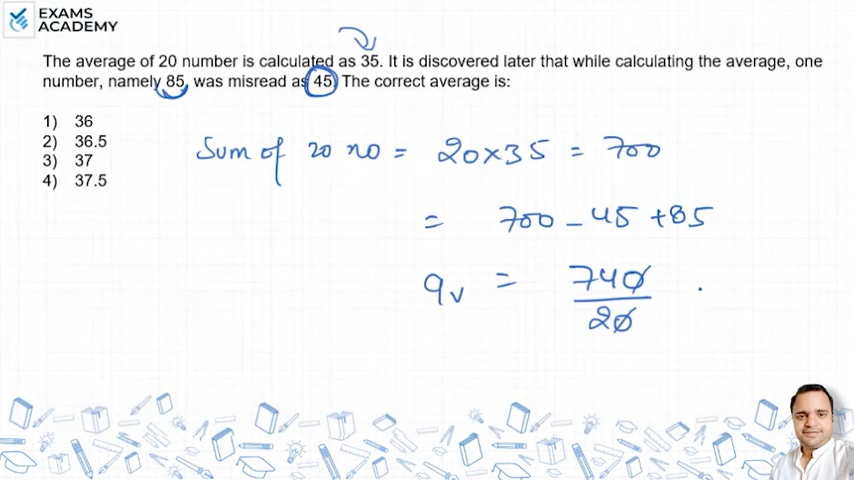 EXAMS
ACADEMY
The average of 20 number is calculated as 35. It is discovered later that while calculating the average, one
number, namely 85, was misread as 45. The correct average is:
1) 36
2) 36.5
3) 37
4) 37.5
Sum of 20 no = 20×35 = 700
= 700 - 45 + 85
av = 740/20